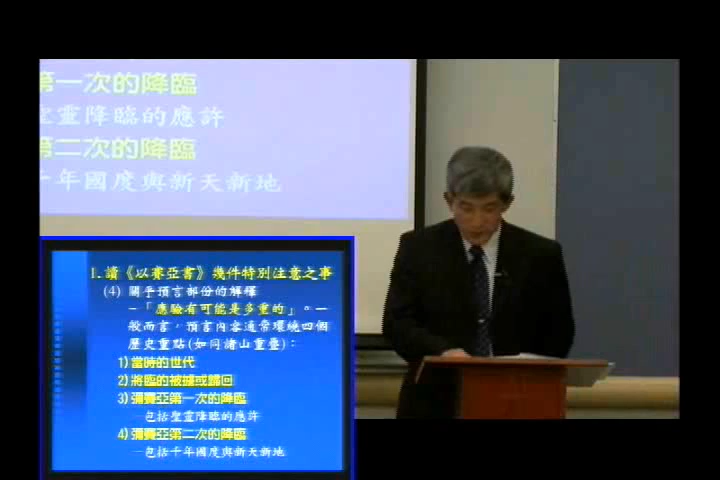 第一次的降臨
聖靈降臨的應許
第二次的降臨
千年國度與新天新地
1. 讀《以賽亞書》幾件特別注意之事
(4) 關乎預言部份的解釋
–「應驗有可能是多重的」。一
般而言，預言內容通常環繞四個
歷史重點(如同諸山重疊)：
1) 當時的世代
2) 將臨的被擄或歸回
3) 彌賽亞第一次的降臨
–包括聖靈降臨的應許
4) 彌賽亞第二次的降臨
–包括千年國度與新天新地